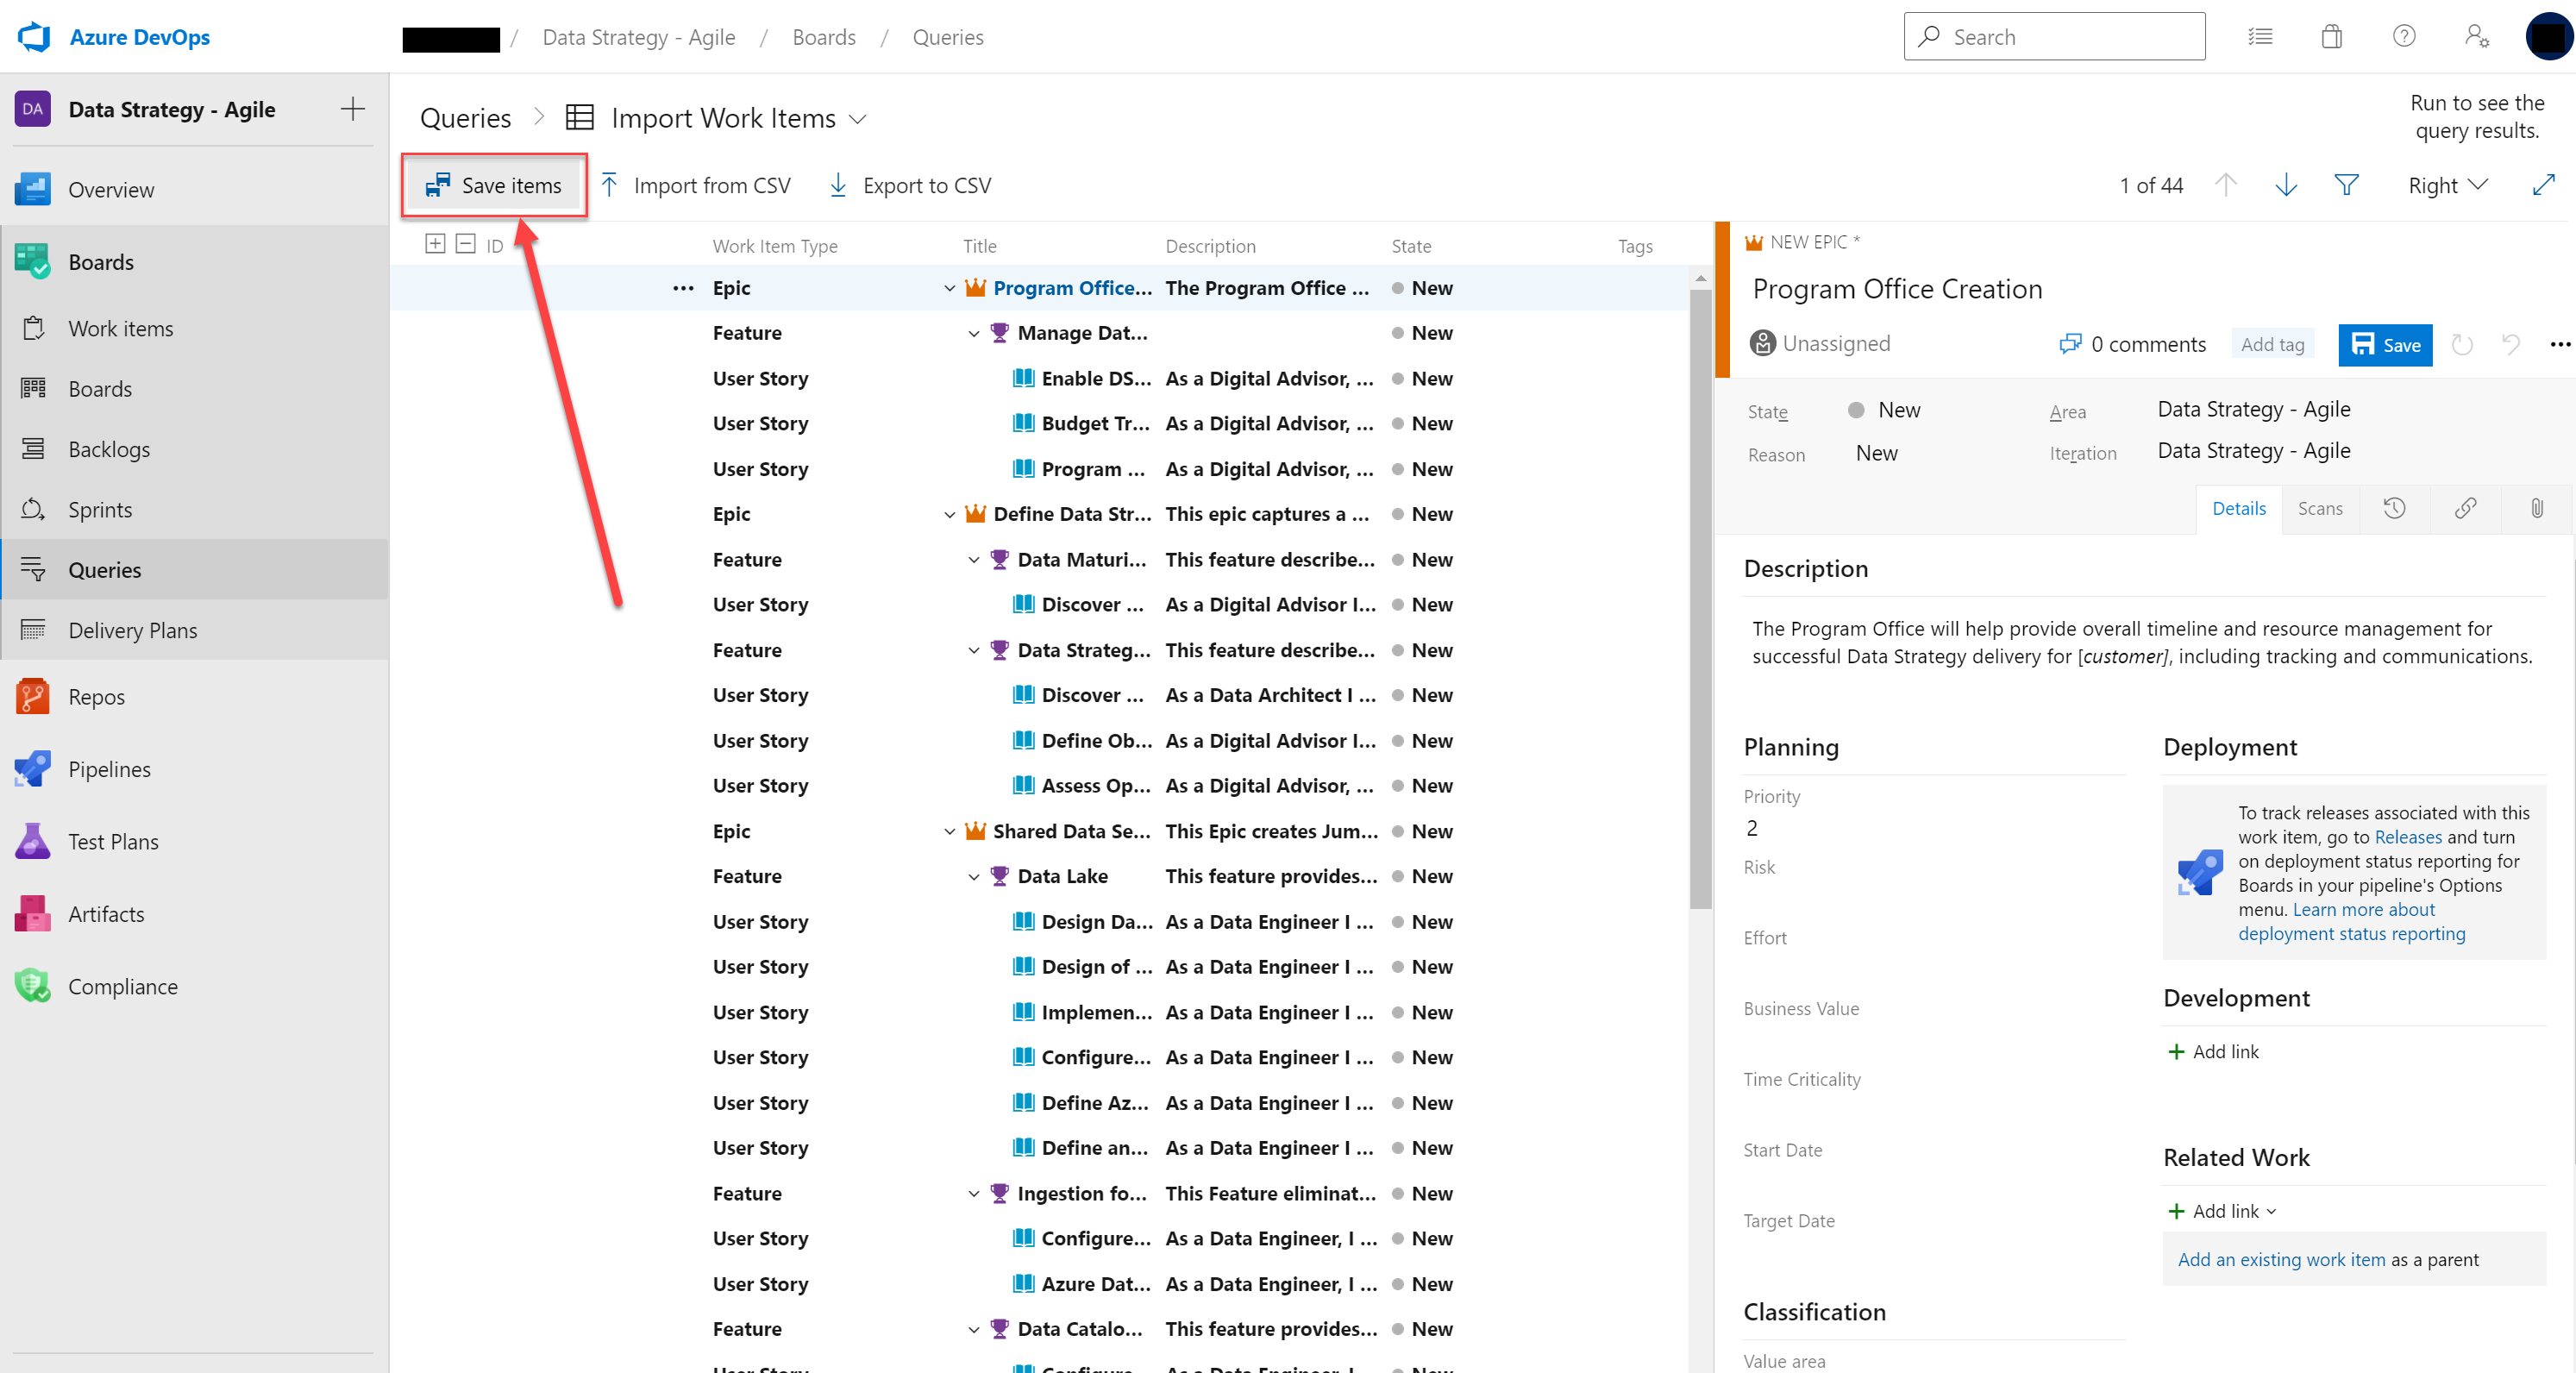 Azure DevOps
/ Data Strategy - Agile / Boards / Queries
Search
DA Data Strategy - Agile
Overview
Boards
Work items
Boards
Backlogs
Sprints
Queries
Delivery Plans
Repos
Pipelines
Test Plans
Artifacts
Compliance
Queries > Import Work Items
Run to see the
query results.
Save items Import from CSV Export to CSV
1 of 44 Right
ID Work Item Type Title Description State Tags
... Epic Program Office... The Program Office ... New
Feature Manage Dat... New
User Story Enable DS... As a Digital Advisor, ... New
User Story Budget Tr... As a Digital Advisor, ... New
User Story Program ... As a Digital Advisor, ... New
Epic Define Data Str... This epic captures a ... New
Feature Data Maturi... This feature describe... New
User Story Discover ... As a Digital Advisor I... New
Feature Data Strateg... This feature describe... New
User Story Discover ... As a Data Architect I ... New
User Story Define Ob... As a Digital Advisor I... New
User Story Assess Op... As a Digital Advisor, ... New
Epic Shared Data Se... This Epic creates Jum... New
Feature Data Lake This feature provides... New
User Story Design Da... As a Data Engineer I ... New
User Story Design of ... As a Data Engineer I ... New
User Story Implemen... As a Data Engineer I ... New
User Story Configure... As a Data Engineer I ... New
User Story Define Az... As a Data Engineer I ... New
User Story Define an... As a Data Engineer I ... New
Feature Ingestion fo... This Feature eliminat... New
User Story Configure... As a Data Engineer, I ... New
User Story Azure Dat... As a Data Engineer, I ... New
Feature Data Catalo... This feature provides... New
User Story Configure... As a Data Engineer, I ... New
NEW EPIC *
Program Office Creation
Unassigned 0 comments Add tag Save ...
State New Area Data Strategy - Agile
Reason New Iteration Data Strategy - Agile
Details Scans
Description
The Program Office will help provide overall timeline and resource management for
successful Data Strategy delivery for [customer], including tracking and communications.
Planning
Priority
2
Risk
Effort
Business Value
Time Criticality
Start Date
Target Date
Classification
Value area
Deployment
To track releases associated with this
work item, go to Releases and turn
on deployment status reporting for
Boards in your pipeline's Options
menu. Learn more about
deployment status reporting
Development
+ Add link
Related Work
+ Add link
Add an existing work item as a parent